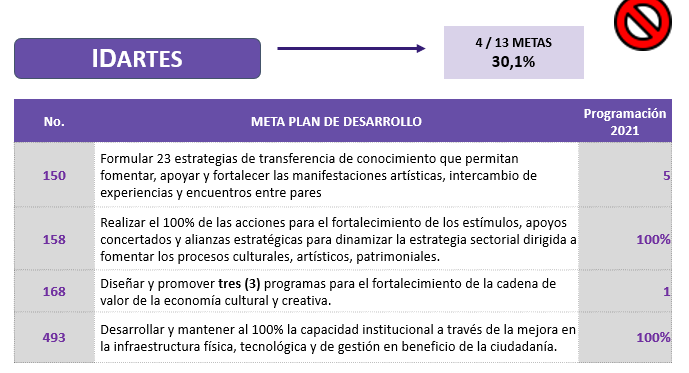 IDARTES
4 / 13 METAS
30,1%
No.
META PLAN DE DESARROLLO
Programación
2021
150
Formular 23 estrategias de transferencia de conocimiento que permitan
fomentar, apoyar y fortalecer las manifestaciones artísticas, intercambio de
experiencias y encuentros entre pares
5
158
Realizar el 100% de las acciones para el fortalecimiento de los estímulos, apoyos
concertados y alianzas estratégicas para dinamizar la estrategia sectorial dirigida a
fomentar los procesos culturales, artísticos, patrimoniales.
100%
168
Diseñar y promover tres (3) programas para el fortalecimiento de la cadena de
valor de la economía cultural y creativa.
1
493
Desarrollar y mantener al 100% la capacidad institucional a través de la mejora en
la infraestructura física, tecnológica y de gestión en beneficio de la ciudadanía.
100%